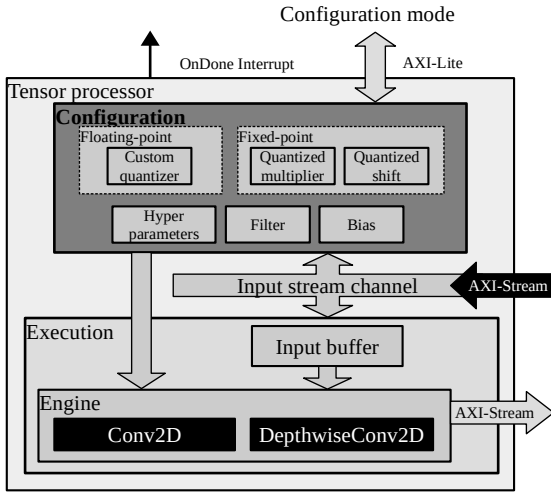 Configuration mode
OnDone Interrupt
AXI-Lite
Tensor processor
Configuration
Floating-point
Custom
quantizer
Fixed-point
Quantized
multiplier
Quantized
shift
Hyper
parameters
Filter
Bias
Input stream channel
AXI-Stream
Execution
Input buffer
Engine
Conv2D
DepthwiseConv2D
AXI-Stream